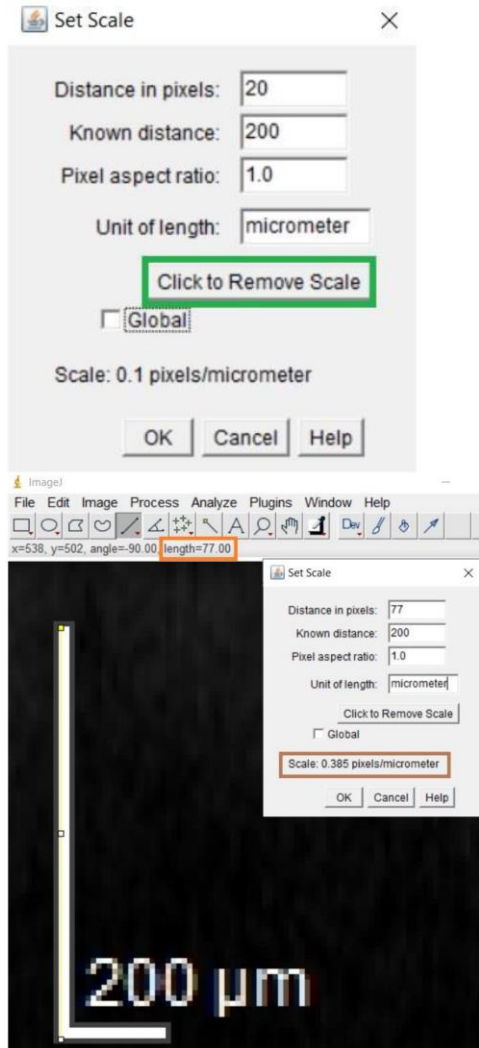 Set Scale
Distance in pixels: 20
Known distance: 200
Pixel aspect ratio: 1.0
Unit of length: micrometer
Click to Remove Scale
Global
Scale: 0.1 pixels/micrometer
OK Cancel Help
ImageJ
File Edit Image Process Analyze Plugins Window Help
A Dev
x=538, y=502, angle=-90.00, length=77.00
Set Scale
Distance in pixels: 77
Known distance: 200
Pixel aspect ratio: 1.0
Unit of length: micrometer
Click to Remove Scale
Global
Scale: 0.385 pixels/micrometer
OK Cancel Help
200 µm